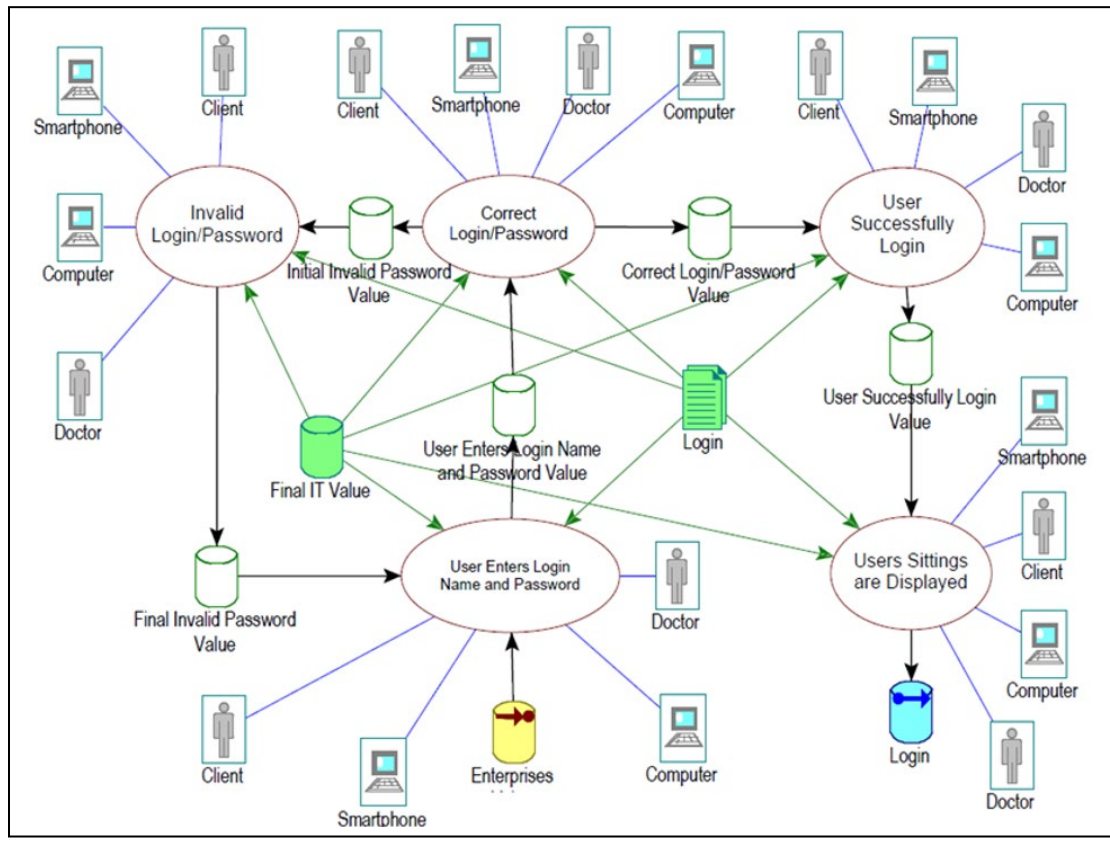 Smartphone
Client
Client
Smartphone
Doctor
Computer
Client
Smartphone
Doctor
Computer
Computer
Doctor
Invalid
Login/Password
Initial Invalid Password
Value
Correct
Login/Password
Correct Login/Password
Value
User
Successfully
Login
User Successfully Login
Value
Final IT Value
User Enters Login Name
and Password Value
Login
Smartphone
Client
Computer
Doctor
Final Invalid Password
Value
User Enters Login
Name and Password
Doctor
Users Sittings
are Displayed
Client
Smartphone
Enterprises
Computer
Login